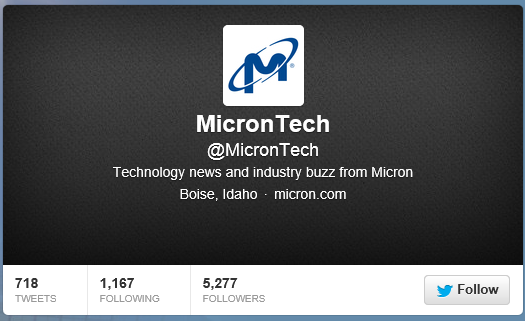 M®
MicronTech
@MicronTech
Technology news and industry buzz from Micron
Boise, Idaho · micron.com
718 1,167 5,277
TWEETS FOLLOWING FOLLOWERS
Follow